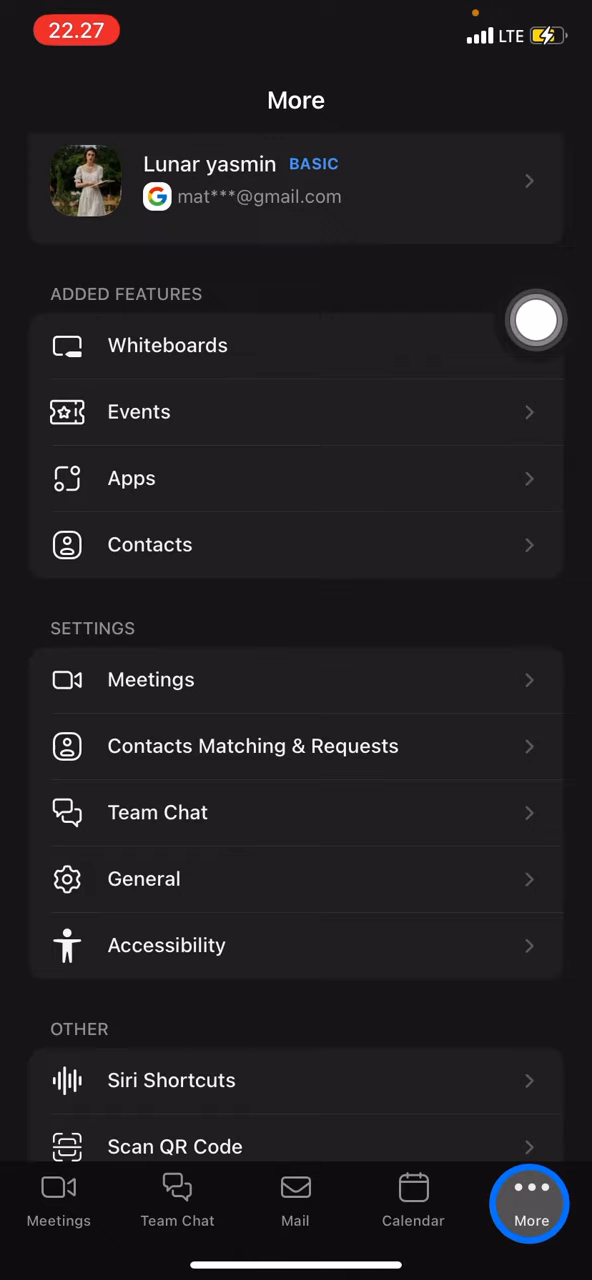 22.27
LTE
More
Lunar yasmin BASIC
mat***@gmail.com
ADDED FEATURES
Whiteboards
Events
Apps
Contacts
SETTINGS
Meetings
Contacts Matching & Requests
Team Chat
General
Accessibility
OTHER
Siri Shortcuts
Scan QR Code
Meetings Team Chat Mail Calendar More